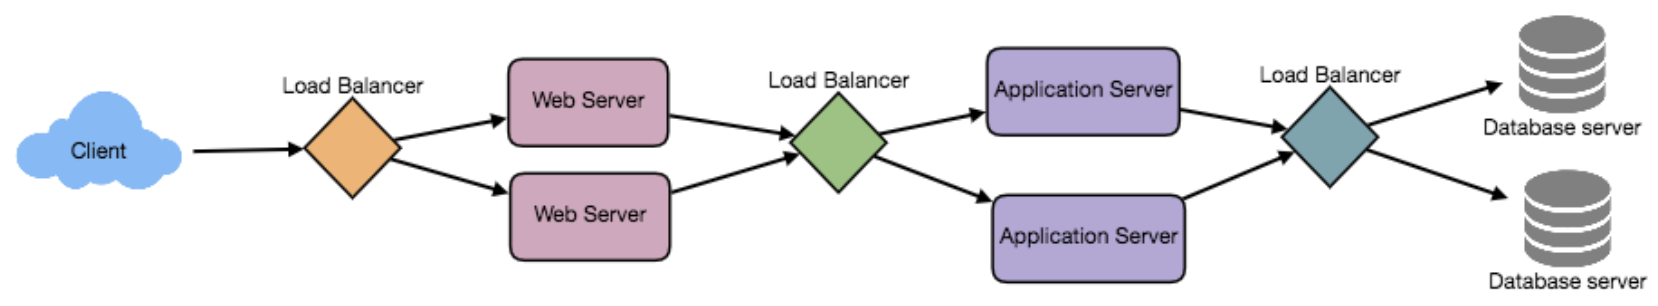 Client
Load Balancer
Web Server
Web Server
Load Balancer
Application Server
Application Server
Load Balancer
Database server
Database server